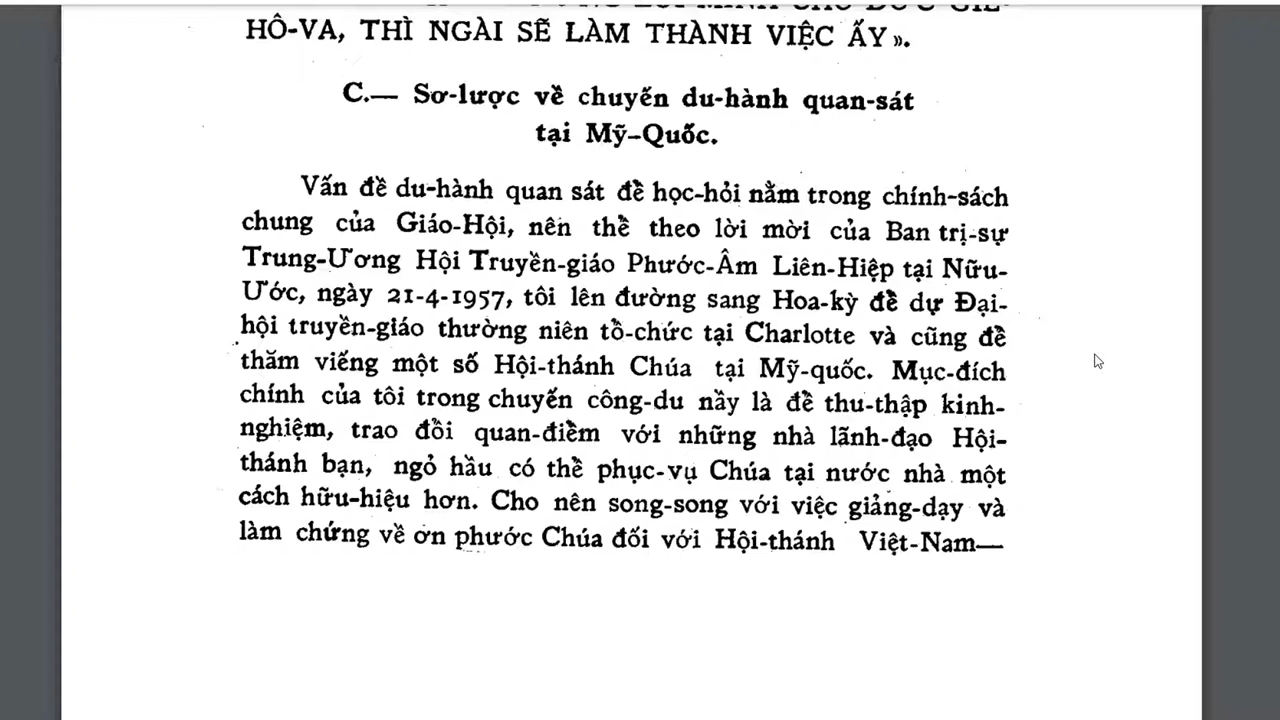 HÔ-VA, THÌ NGÀI SẼ LÀM THÀNH VIỆC ẤY».
C.— Sơ-lược về chuyến du-hành quan-sát
tại Mỹ-Quốc.
Vấn đề du-hành quan sát để học-hỏi nằm trong chính-sách
chung của Giáo-Hội, nên thể theo lời mời của Ban trị-sự
Trung-Ương Hội Truyền-giáo Phước-Âm Liên-Hiệp tại Nữu-
Ước, ngày 21-4-1957, tôi lên đường sang Hoa-kỳ để dự Đại-
hội truyền-giáo thường niên tổ-chức tại Charlotte và cũng để
thăm viếng một số Hội-thánh Chúa tại Mỹ-quốc. Mục-đích
chính của tôi trong chuyến công-du nầy là để thu-thập kinh-
nghiệm, trao đổi quan-điểm với những nhà lãnh-đạo Hội-
thánh bạn, ngỏ hầu có thể phục-vụ Chúa tại nước nhà một
cách hữu-hiệu hơn. Cho nên song-song với việc giảng-dạy và
làm chứng về ơn phước Chúa đối với Hội-thánh Việt-Nam—